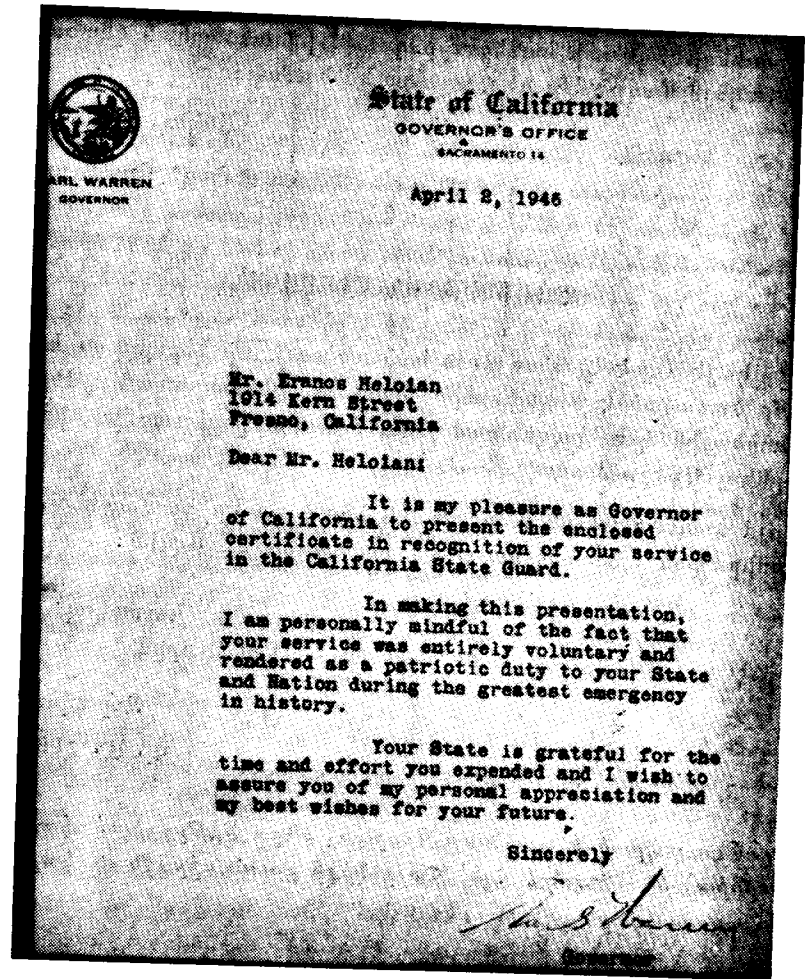 State of California
GOVERNOR'S OFFICE
SACRAMENTO 14
ARL WARREN
GOVERNOR
April 2, 1946
Mr. Eranos Heloian
1014 Kern Street
Fresno, California
Dear Mr. Heloian:
It is my pleasure as Governor
of California to present the enclosed
certificate in recognition of your service
in the California State Guard.
In making this presentation,
I am personally mindful of the fact that
your service was entirely voluntary and
rendered as a patriotic duty to your State
and Nation during the greatest emergency
in history.
Your State is grateful for the
time and effort you expended and I wish to
assure you of my personal appreciation and
my best wishes for your future.
Sincerely
Governor